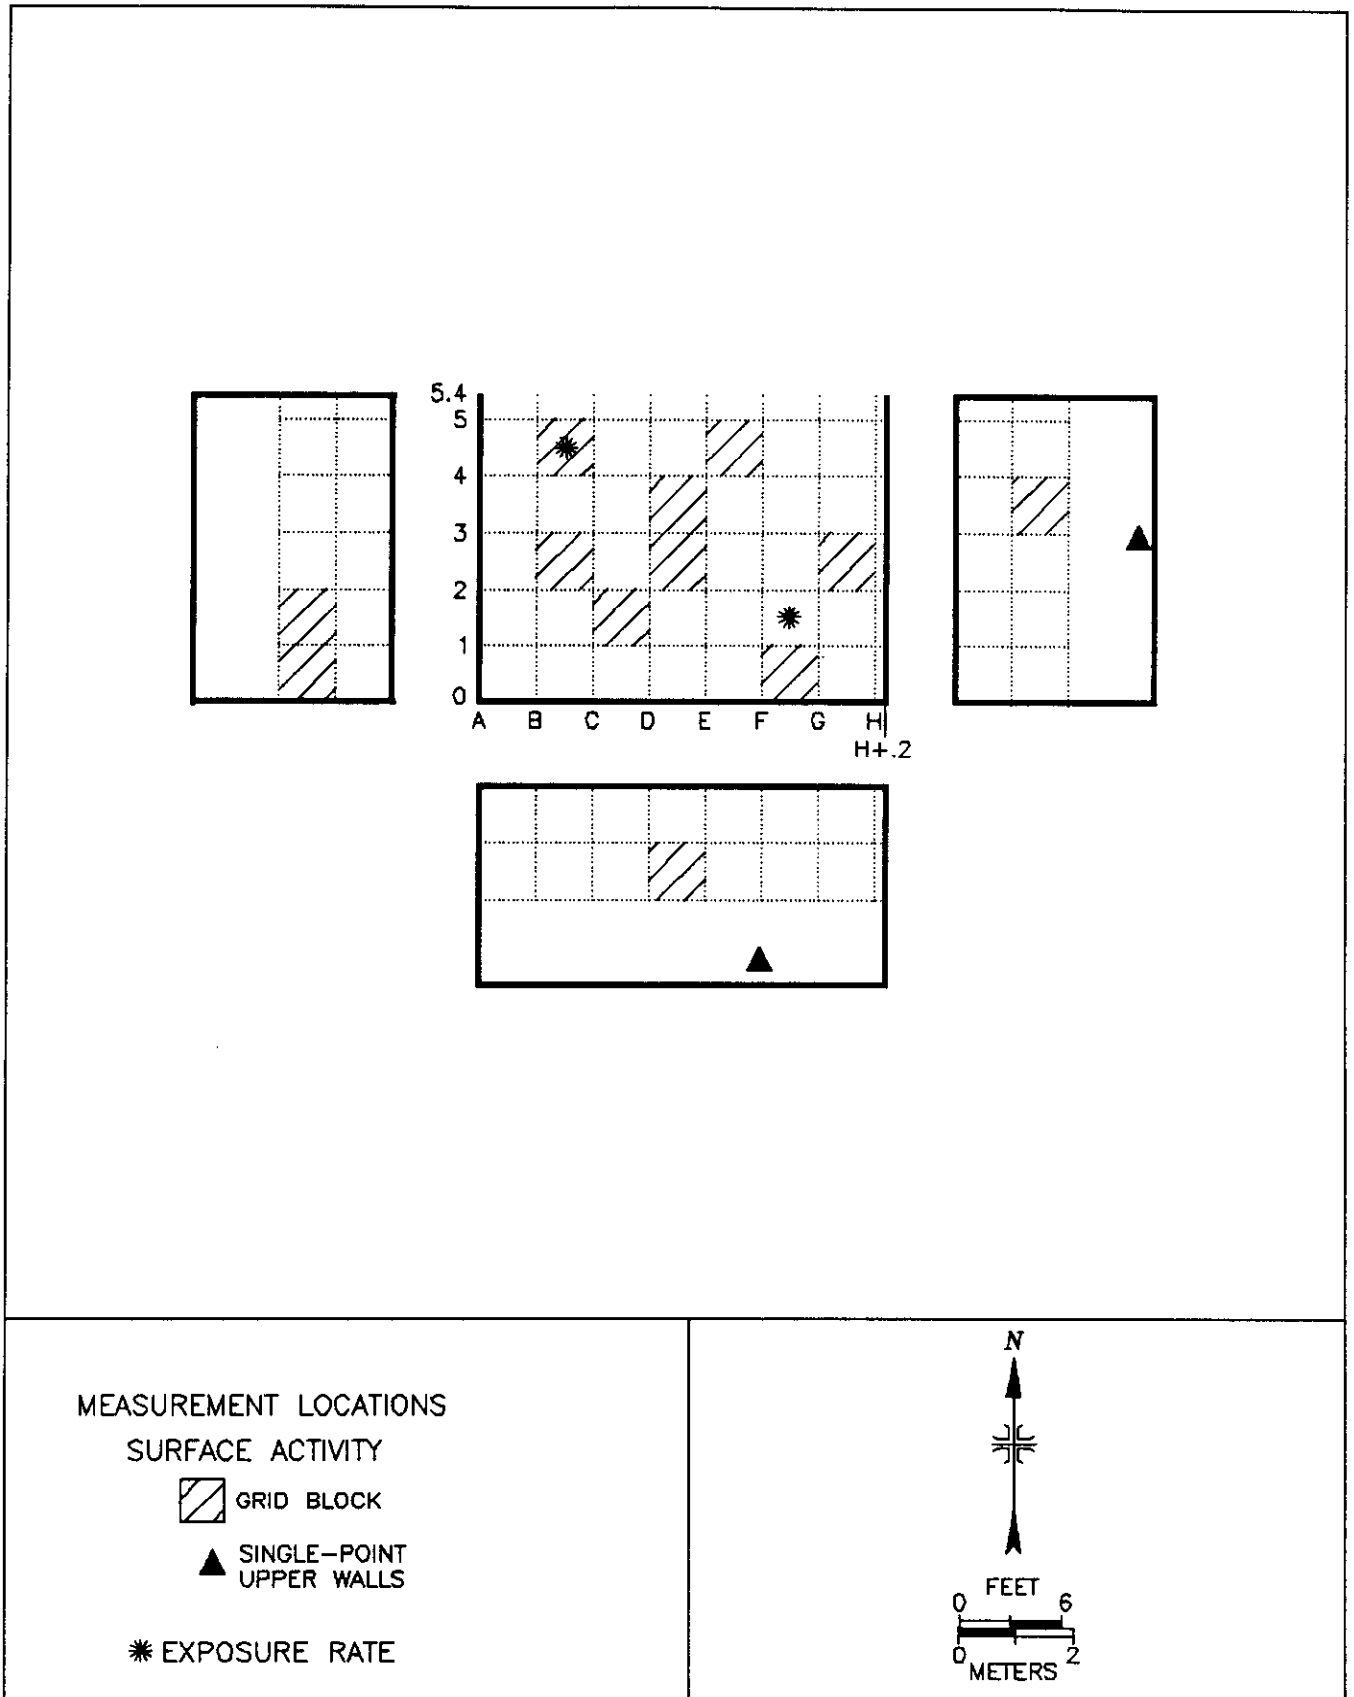 5.4
5
4
3
2
1
0
A B C D E F G H
H+.2
MEASUREMENT LOCATIONS
SURFACE ACTIVITY
GRID BLOCK
SINGLE-POINT
UPPER WALLS
EXPOSURE RATE
N
FEET
0 6
0 2
METERS